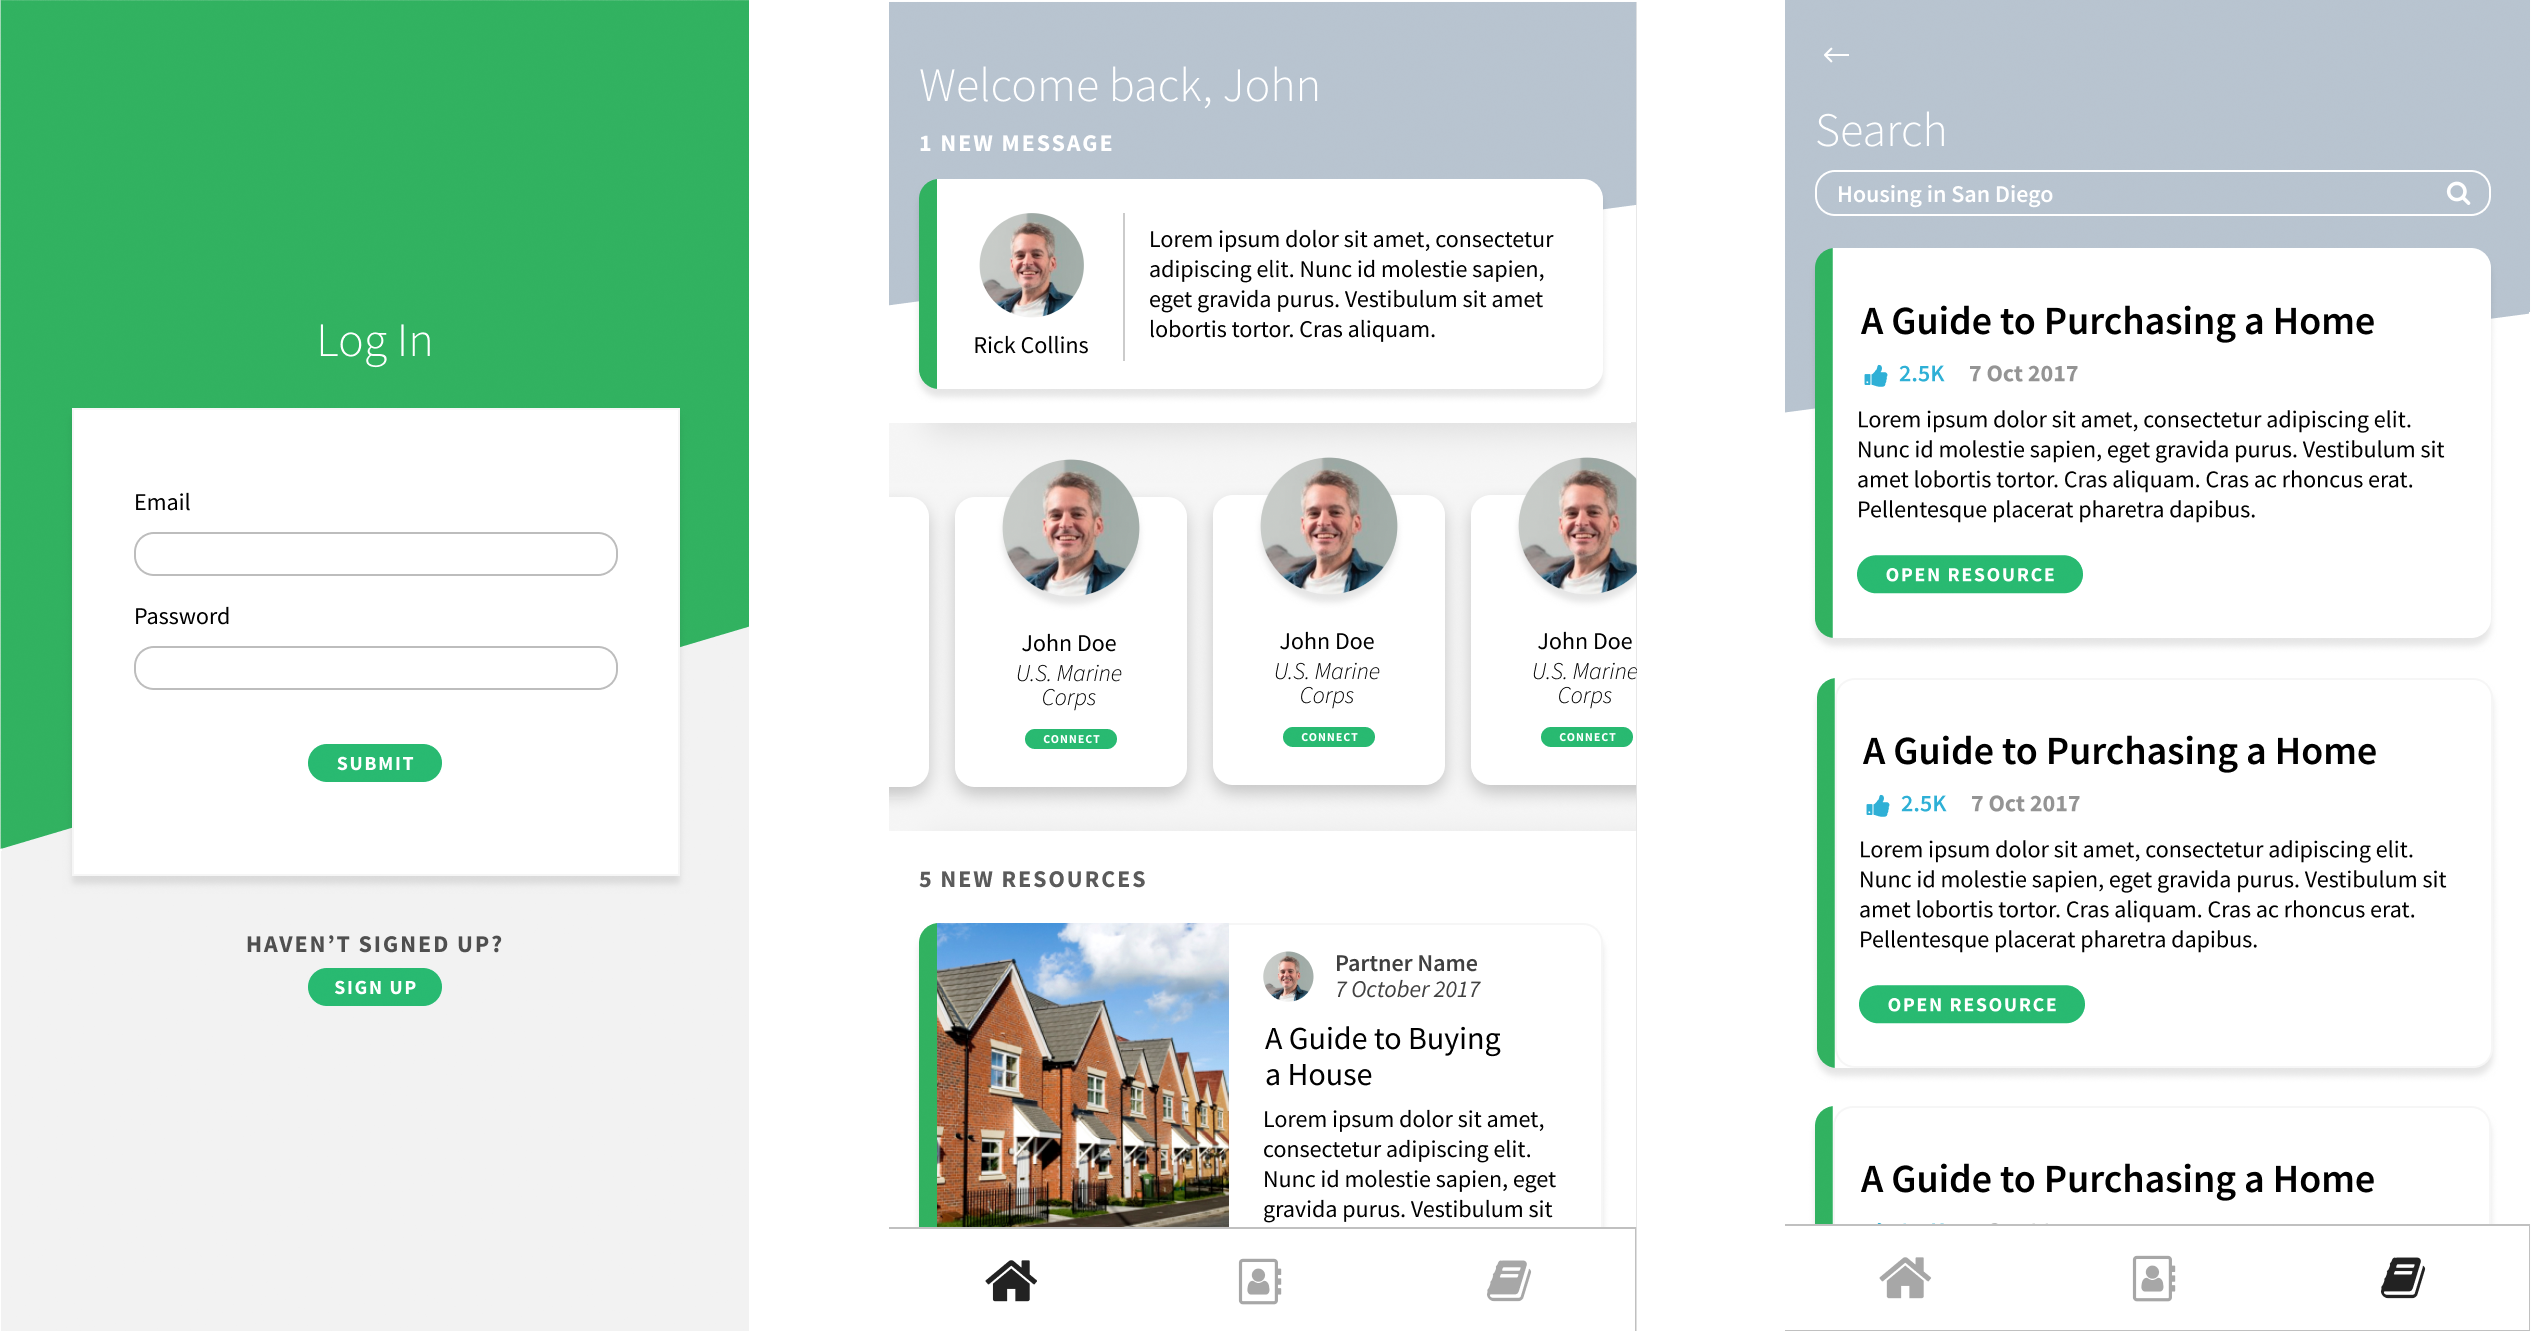 Log In
Email
Password
SUBMIT
HAVEN’T SIGNED UP?
SIGN UP
Welcome back, John
1 NEW MESSAGE
Rick Collins
Lorem ipsum dolor sit amet, consectetur
adipiscing elit. Nunc id molestie sapien,
eget gravida purus. Vestibulum sit amet
lobortis tortor. Cras aliquam.
John Doe
U.S. Marine
Corps
CONNECT
John Doe
U.S. Marine
Corps
CONNECT
John Doe
U.S. Marine
Corps
CONNECT
5 NEW RESOURCES
Partner Name
7 October 2017
A Guide to Buying
a House
Lorem ipsum dolor sit amet,
consectetur adipiscing elit.
Nunc id molestie sapien, eget
gravida purus. Vestibulum sit
Search
Housing in San Diego
A Guide to Purchasing a Home
2.5K 7 Oct 2017
Lorem ipsum dolor sit amet, consectetur adipiscing elit.
Nunc id molestie sapien, eget gravida purus. Vestibulum sit
amet lobortis tortor. Cras aliquam. Cras ac rhoncus erat.
Pellentesque placerat pharetra dapibus.
OPEN RESOURCE
A Guide to Purchasing a Home
2.5K 7 Oct 2017
Lorem ipsum dolor sit amet, consectetur adipiscing elit.
Nunc id molestie sapien, eget gravida purus. Vestibulum sit
amet lobortis tortor. Cras aliquam. Cras ac rhoncus erat.
Pellentesque placerat pharetra dapibus.
OPEN RESOURCE
A Guide to Purchasing a Home